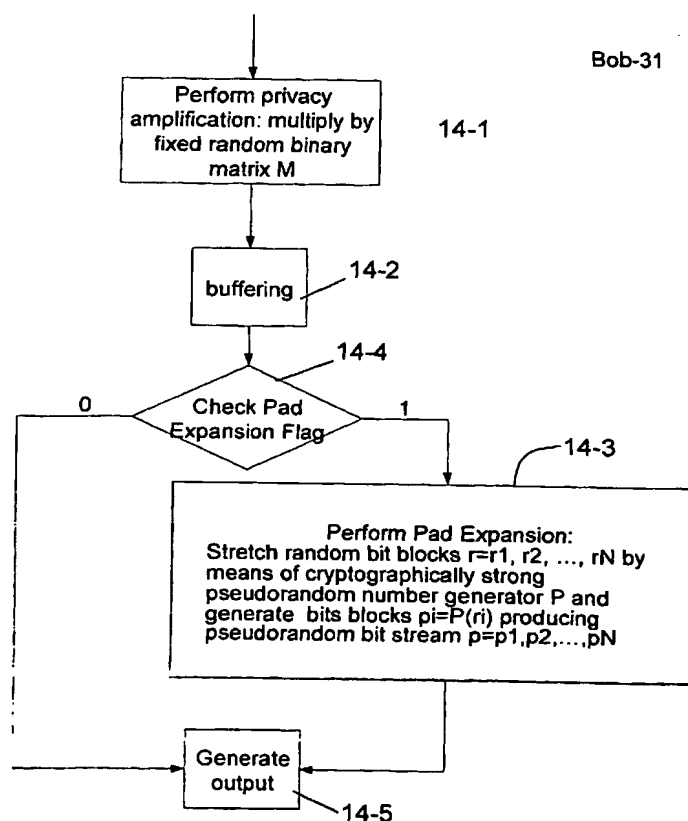 Bob-31
Perform privacy
amplification: multiply by
fixed random binary
matrix M
14-1
buffering
14-2
14-4
0
Check Pad
Expansion Flag
1
14-3
Perform Pad Expansion:
Stretch random bit blocks r=r1, r2, ..., rN by
means of cryptographically strong
pseudorandom number generator P and
generate bits blocks pi=P(ri) producing
pseudorandom bit stream p=p1,p2,...,pN
Generate
output
14-5